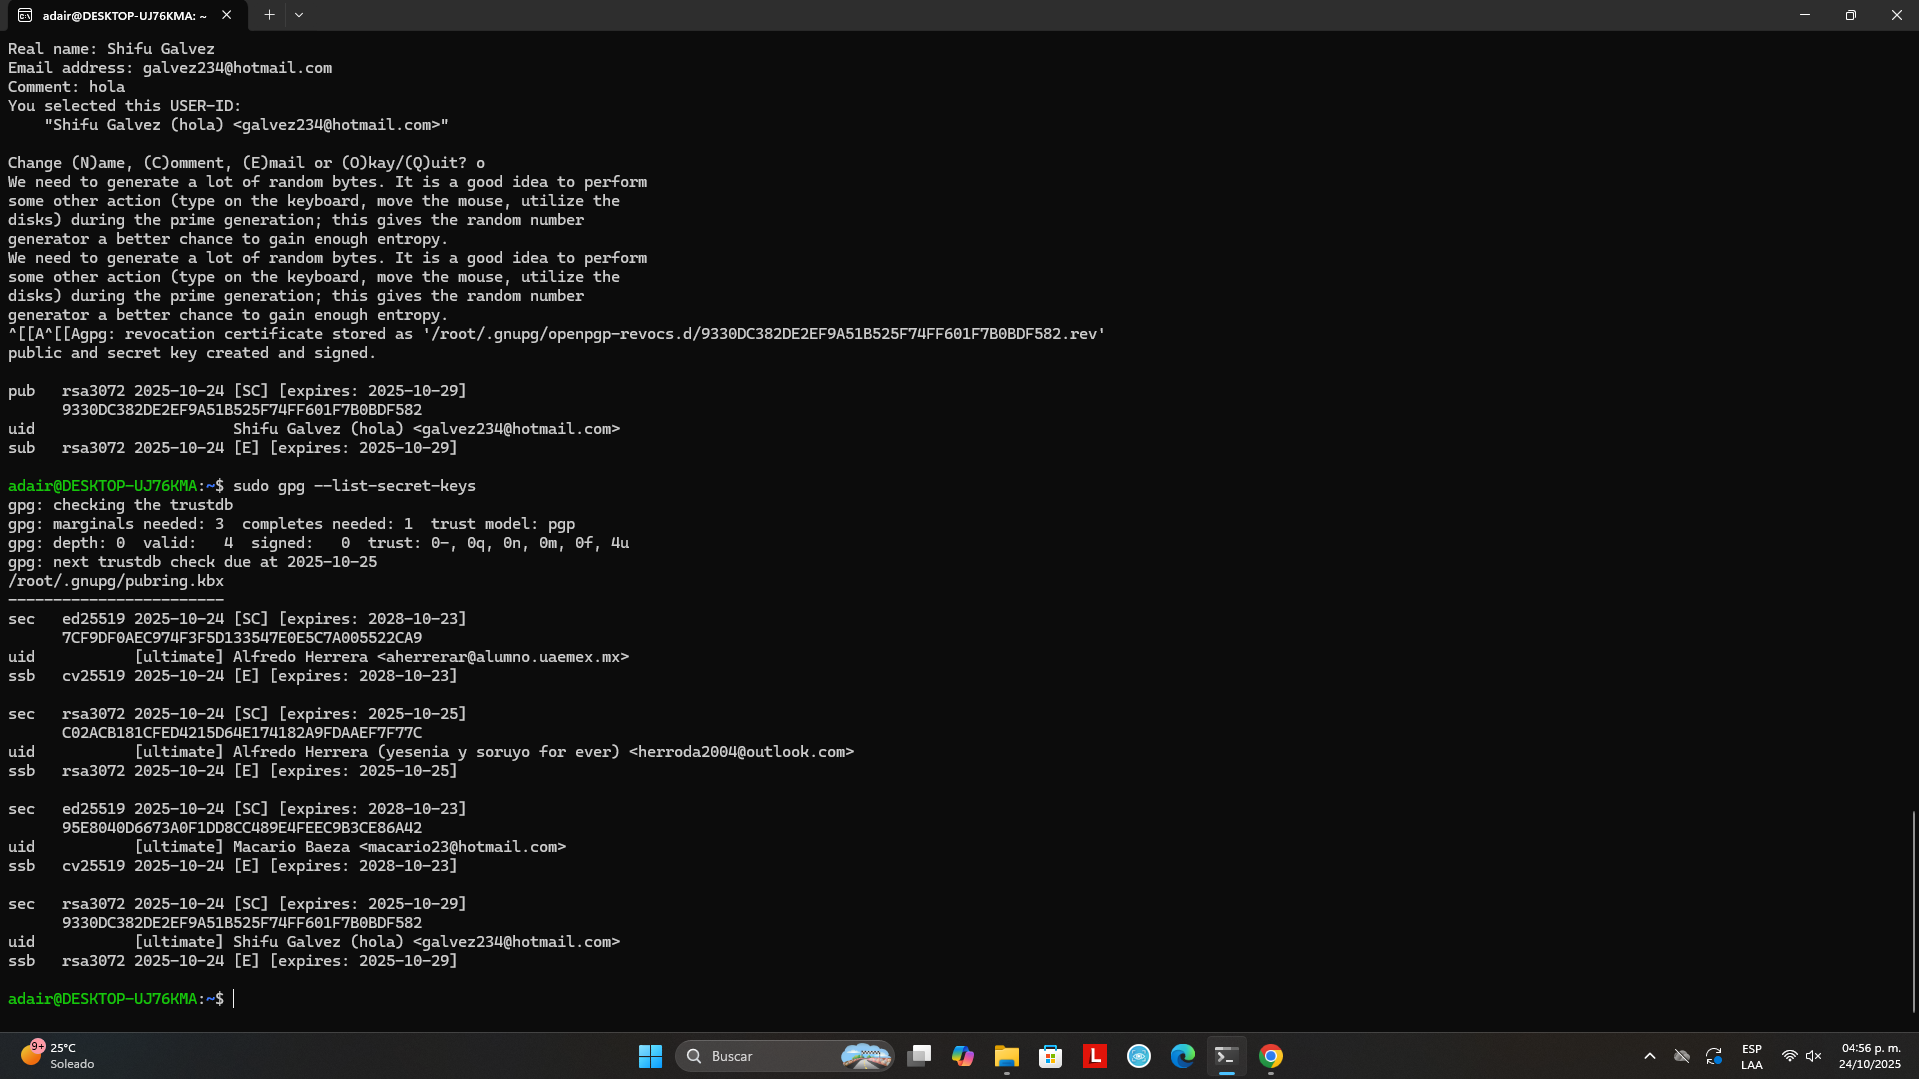 adair@DESKTOP-UJ76KMA: ~
Real name: Shifu Galvez
Email address: galvez234@hotmail.com
Comment: hola
You selected this USER-ID:
    "Shifu Galvez (hola) <galvez234@hotmail.com>"
Change (N)ame, (C)omment, (E)mail or (O)kay/(Q)uit? o
We need to generate a lot of random bytes. It is a good idea to perform
some other action (type on the keyboard, move the mouse, utilize the
disks) during the prime generation; this gives the random number
generator a better chance to gain enough entropy.
We need to generate a lot of random bytes. It is a good idea to perform
some other action (type on the keyboard, move the mouse, utilize the
disks) during the prime generation; this gives the random number
generator a better chance to gain enough entropy.
^[[A^[[Agpg: revocation certificate stored as '/root/.gnupg/openpgp-revocs.d/9330DC382DE2EF9A51B525F74FF601F7B0BDF582.rev'
public and secret key created and signed.
pub   rsa3072 2025-10-24 [SC] [expires: 2025-10-29]
      9330DC382DE2EF9A51B525F74FF601F7B0BDF582
uid                      Shifu Galvez (hola) <galvez234@hotmail.com>
sub   rsa3072 2025-10-24 [E] [expires: 2025-10-29]
adair@DESKTOP-UJ76KMA:~$ sudo gpg --list-secret-keys
gpg: checking the trustdb
gpg: marginals needed: 3  completes needed: 1  trust model: pgp
gpg: depth: 0  valid:   4  signed:   0  trust: 0-, 0q, 0n, 0m, 0f, 4u
gpg: next trustdb check due at 2025-10-25
/root/.gnupg/pubring.kbx
------------------------
sec   ed25519 2025-10-24 [SC] [expires: 2028-10-23]
      7CF9DF0AEC974F3F5D133547E0E5C7A005522CA9
uid           [ultimate] Alfredo Herrera <aherrerar@alumno.uaemex.mx>
ssb   cv25519 2025-10-24 [E] [expires: 2028-10-23]
sec   rsa3072 2025-10-24 [SC] [expires: 2025-10-25]
      C02ACB181CFED4215D64E174182A9FDAAEF7F77C
uid           [ultimate] Alfredo Herrera (yesenia y soruyo for ever) <herroda2004@outlook.com>
ssb   rsa3072 2025-10-24 [E] [expires: 2025-10-25]
sec   ed25519 2025-10-24 [SC] [expires: 2028-10-23]
      95E8040D6673A0F1DD8CC489E4FEEC9B3CE86A42
uid           [ultimate] Macario Baeza <macario23@hotmail.com>
ssb   cv25519 2025-10-24 [E] [expires: 2028-10-23]
sec   rsa3072 2025-10-24 [SC] [expires: 2025-10-29]
      9330DC382DE2EF9A51B525F74FF601F7B0BDF582
uid           [ultimate] Shifu Galvez (hola) <galvez234@hotmail.com>
ssb   rsa3072 2025-10-24 [E] [expires: 2025-10-29]
adair@DESKTOP-UJ76KMA:~$
9+
25°C
Soleado
Buscar
L
ESP
LAA
04:56 p. m.
24/10/2025